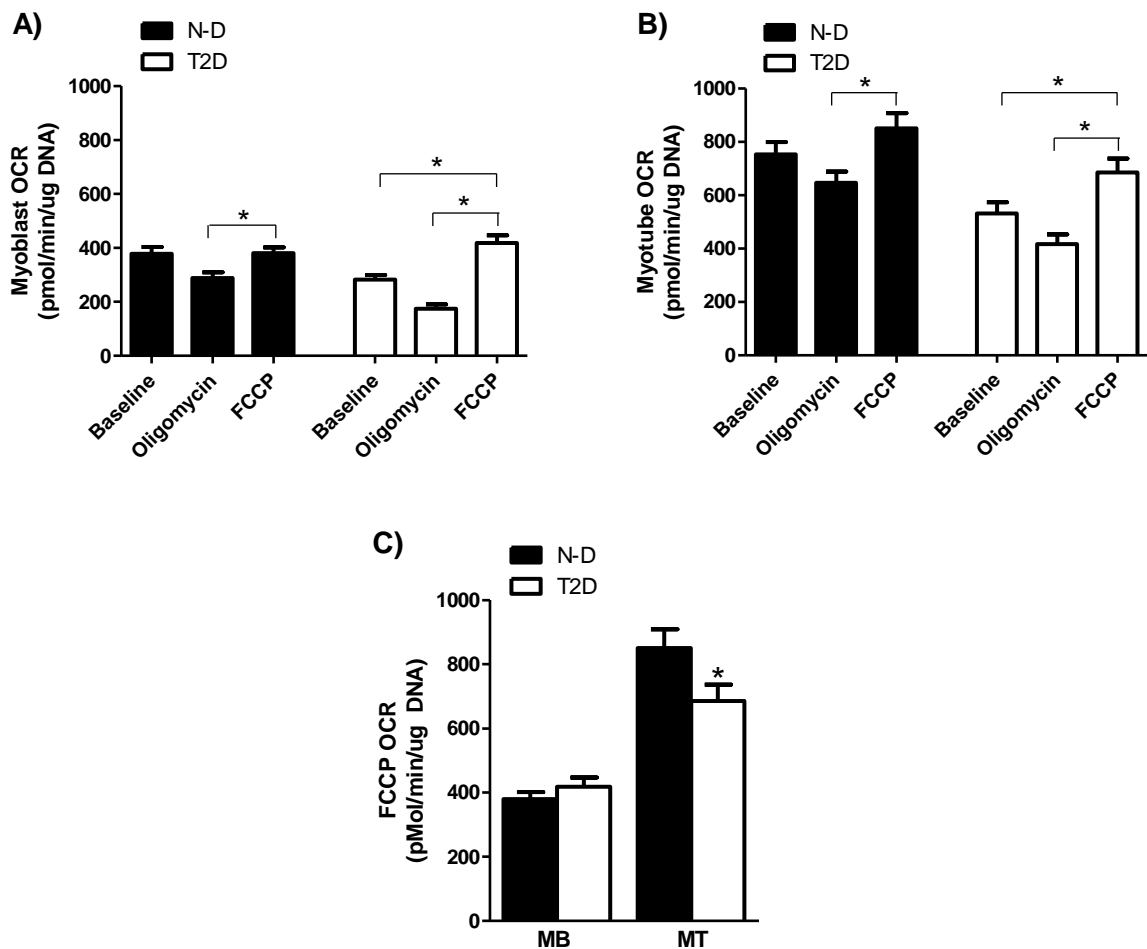 A)
N-D
T2D
Myoblast OCR
(pmol/min/ug DNA)
1000
800
600
400
200
0
*
*
*
Baseline
Oligomycin
FCCP
Baseline
Oligomycin
FCCP
B)
N-D
T2D
Myotube OCR
(pmol/min/ug DNA)
1000
800
600
400
200
0
*
*
*
Baseline
Oligomycin
FCCP
Baseline
Oligomycin
FCCP
C)
N-D
T2D
FCCP OCR
(pMol/min/ug DNA)
1000
800
600
400
200
0
*
MB
MT